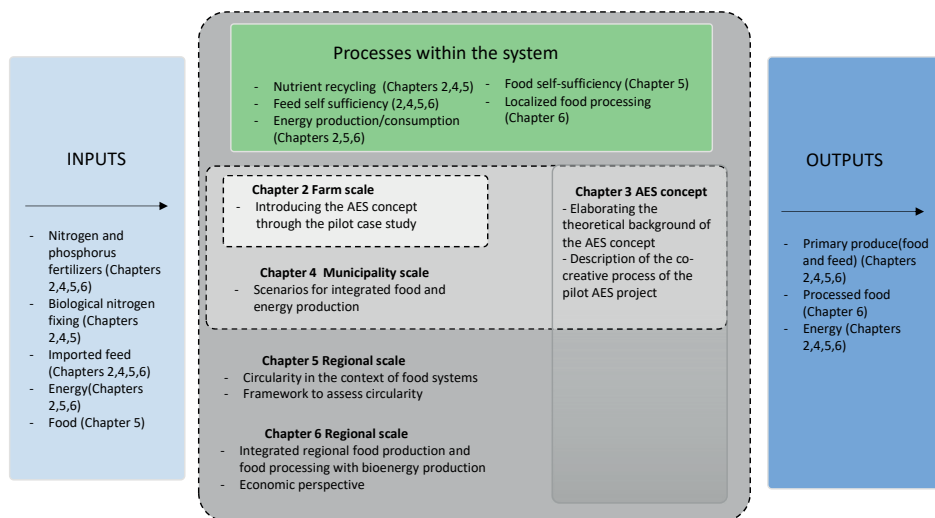 Processes within the system
- Nutrient recycling (Chapters 2,4,5)
- Feed self sufficiency (2,4,5,6)
- Energy production/consumption
(Chapters 2,5,6)
- Food self-sufficiency (Chapter 5)
- Localized food processing
(Chapter 6)
INPUTS
- Nitrogen and
phosphorus
fertilizers (Chapters
2,4,5,6)
- Biological nitrogen
fixing (Chapters
2,4,5)
- Imported feed
(Chapters 2,4,5,6)
- Energy(Chapters
2,5,6)
- Food (Chapter 5)
Chapter 2 Farm scale
- Introducing the AES concept
through the pilot case study
Chapter 4 Municipality scale
- Scenarios for integrated food and
energy production
Chapter 3 AES concept
- Elaborating the
theoretical background of
the AES concept
- Description of the co-
creative process of the
pilot AES project
Chapter 5 Regional scale
- Circularity in the context of food systems
- Framework to assess circularity
Chapter 6 Regional scale
- Integrated regional food production and
food processing with bioenergy production
- Economic perspective
OUTPUTS
- Primary produce(food
and feed) (Chapters
2,4,5,6)
- Processed food
(Chapter 6)
- Energy (Chapters
2,4,5,6)